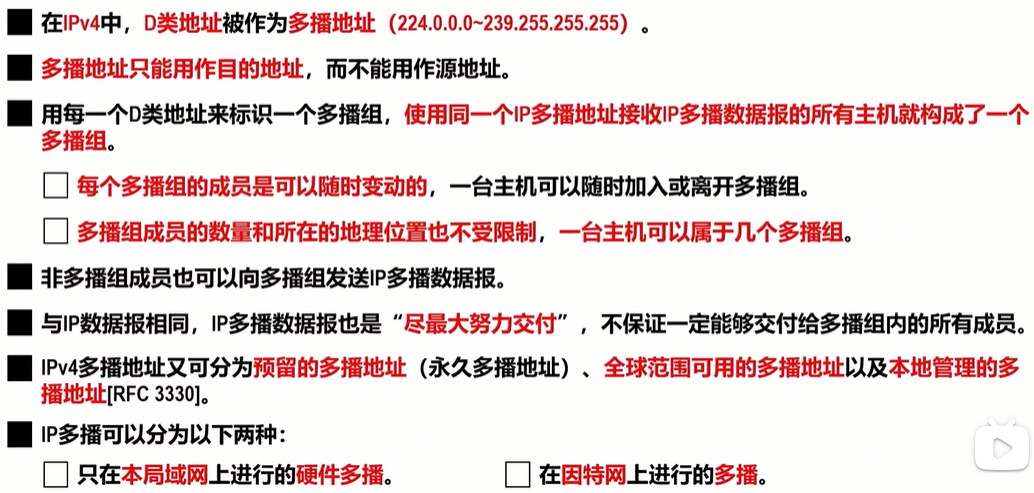 在IPv4中，D类地址被作为多播地址（224.0.0.0~239.255.255.255）。
多播地址只能用作目的地址，而不能用作源地址。
用每一个D类地址来标识一个多播组，使用同一个IP多播地址接收IP多播数据报的所有主机就构成了一个
多播组。
每个多播组的成员是可以随时变动的，一台主机可以随时加入或离开多播组。
多播组成员的数量和所在的地理位置也不受限制，一台主机可以属于几个多播组。
非多播组成员也可以向多播组发送IP多播数据报。
与IP数据报相同，IP多播数据报也是“尽最大努力交付”，不保证一定能够交付给多播组内的所有成员。
IPv4多播地址又可分为预留的多播地址（永久多播地址）、全球范围可用的多播地址以及本地管理的多
播地址[RFC 3330]。
IP多播可以分为以下两种：
只在本局域网上进行的硬件多播。
在因特网上进行的多播。